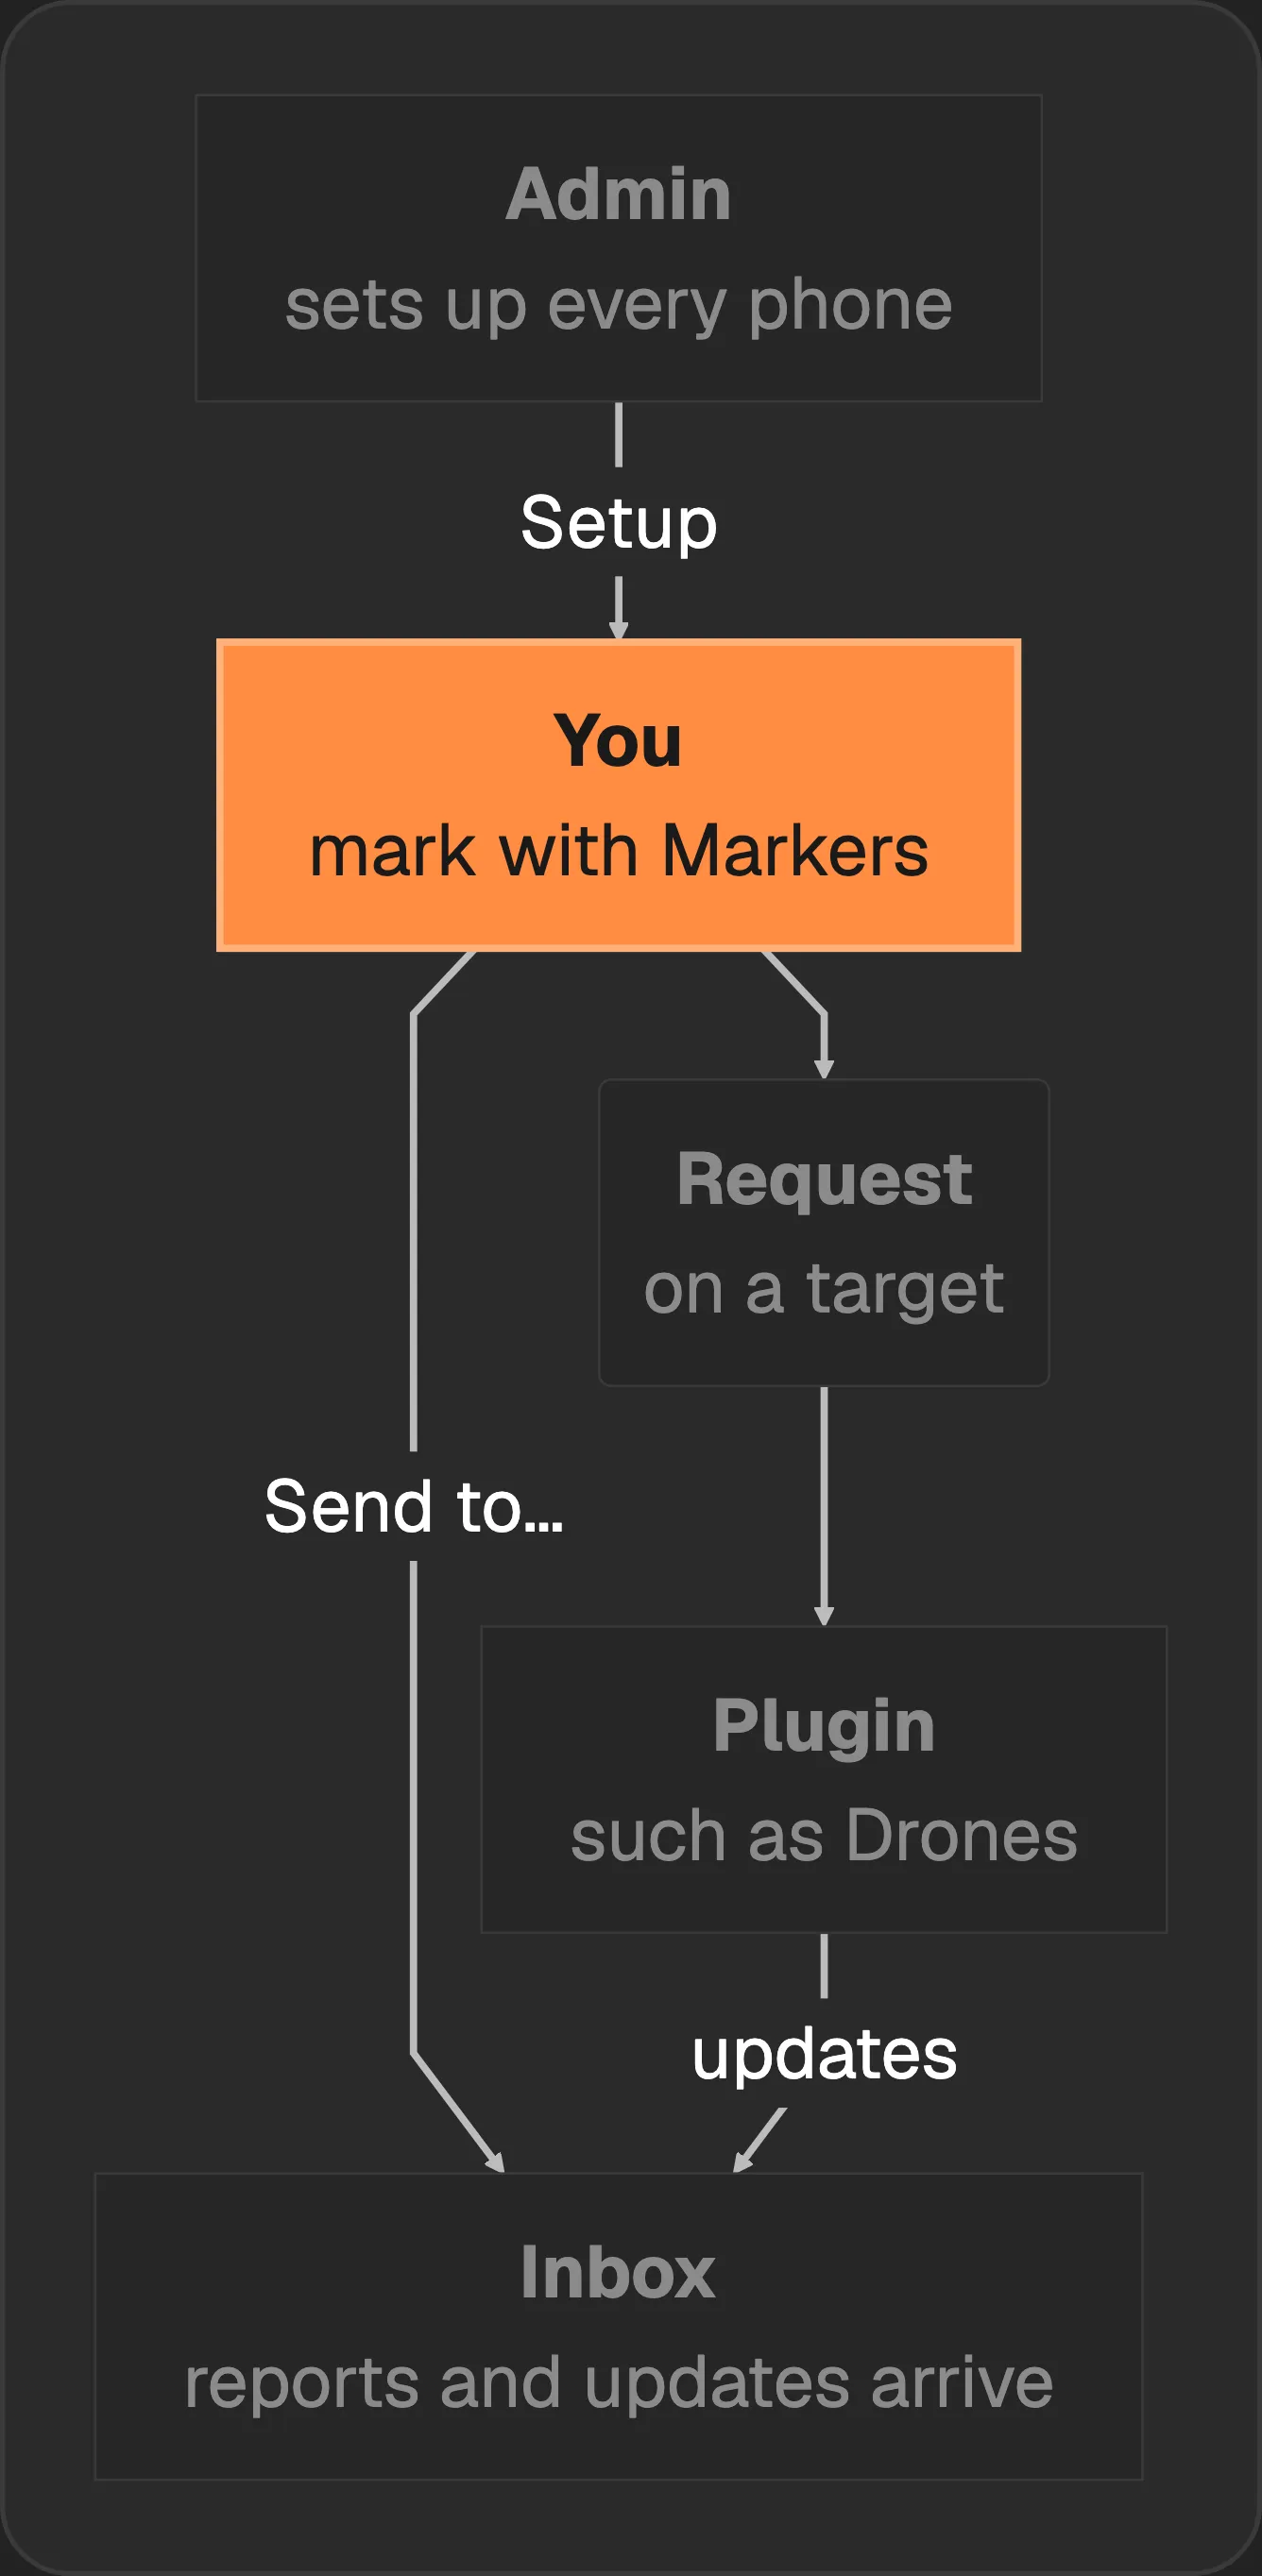 Admin
sets up every phone
Setup
You
mark with Markers
Request
on a target
Send to...
Plugin
such as Drones
updates
Inbox
reports and updates arrive